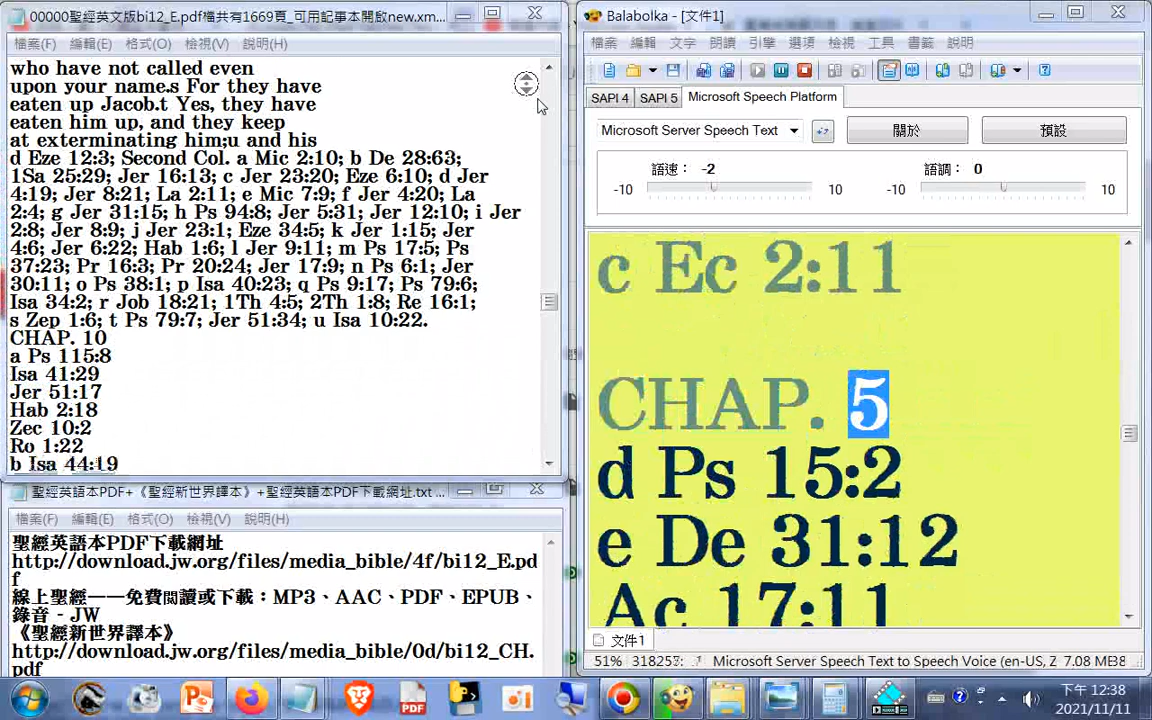 00000聖經英文版bi12_E.pdf檔共有1669頁_可用記事本開啟new.xm...
檔案(F) 編輯(E) 格式(O) 檢視(V) 說明(H)
who have not called even
upon your name.s For they have
eaten up Jacob.t Yes, they have
eaten him up, and they keep
at exterminating him;u and his
d Eze 12:3; Second Col. a Mic 2:10; b De 28:63;
1Sa 25:29; Jer 16:13; c Jer 23:20; Eze 6:10; d Jer
4:19; Jer 8:21; La 2:11; e Mic 7:9; f Jer 4:20; La
2:4; g Jer 31:15; h Ps 94:8; Jer 5:31; Jer 12:10; i Jer
2:8; Jer 8:9; j Jer 23:1; Eze 34:5; k Jer 1:15; Jer
4:6; Jer 6:22; Hab 1:6; l Jer 9:11; m Ps 17:5; Ps
37:23; Pr 16:3; Pr 20:24; Jer 17:9; n Ps 6:1; Jer
30:11; o Ps 38:1; p Isa 40:23; q Ps 9:17; Ps 79:6;
Isa 34:2; r Job 18:21; 1Th 4:5; 2Th 1:8; Re 16:1;
s Zep 1:6; t Ps 79:7; Jer 51:34; u Isa 10:22.
CHAP. 10
a Ps 115:8
Isa 41:29
Jer 51:17
Hab 2:18
Zec 10:2
Ro 1:22
b Isa 44:19
聖經英語本PDF+《聖經新世界譯本》+聖經英語本PDF下載網址.txt ...
檔案(F) 編輯(E) 格式(O) 檢視(V) 說明(H)
聖經英語本PDF下載網址
http://download.jw.org/files/media_bible/4f/bi12_E.pd
f
線上聖經——免費閱讀或下載：MP3、AAC、PDF、EPUB、
錄音 - JW
《聖經新世界譯本》
http://download.jw.org/files/media_bible/0d/bi12_CH.
pdf
Balabolka - [文件1]
檔案 編輯 文字 朗讀 引擎 選項 檢視 工具 書籤 說明
SAPI 4 SAPI 5 Microsoft Speech Platform
Microsoft Server Speech Text 關於 預設
語速： -2 語調： 0
-10 10 -10 10
c Ec 2:11
CHAP. 5
d Ps 15:2
e De 31:12
Ac 17:11
文件1
51% Microsoft Server Speech Text to Speech Voice (en-US, Z 7.08 MB
下午 12:38
2021/11/11